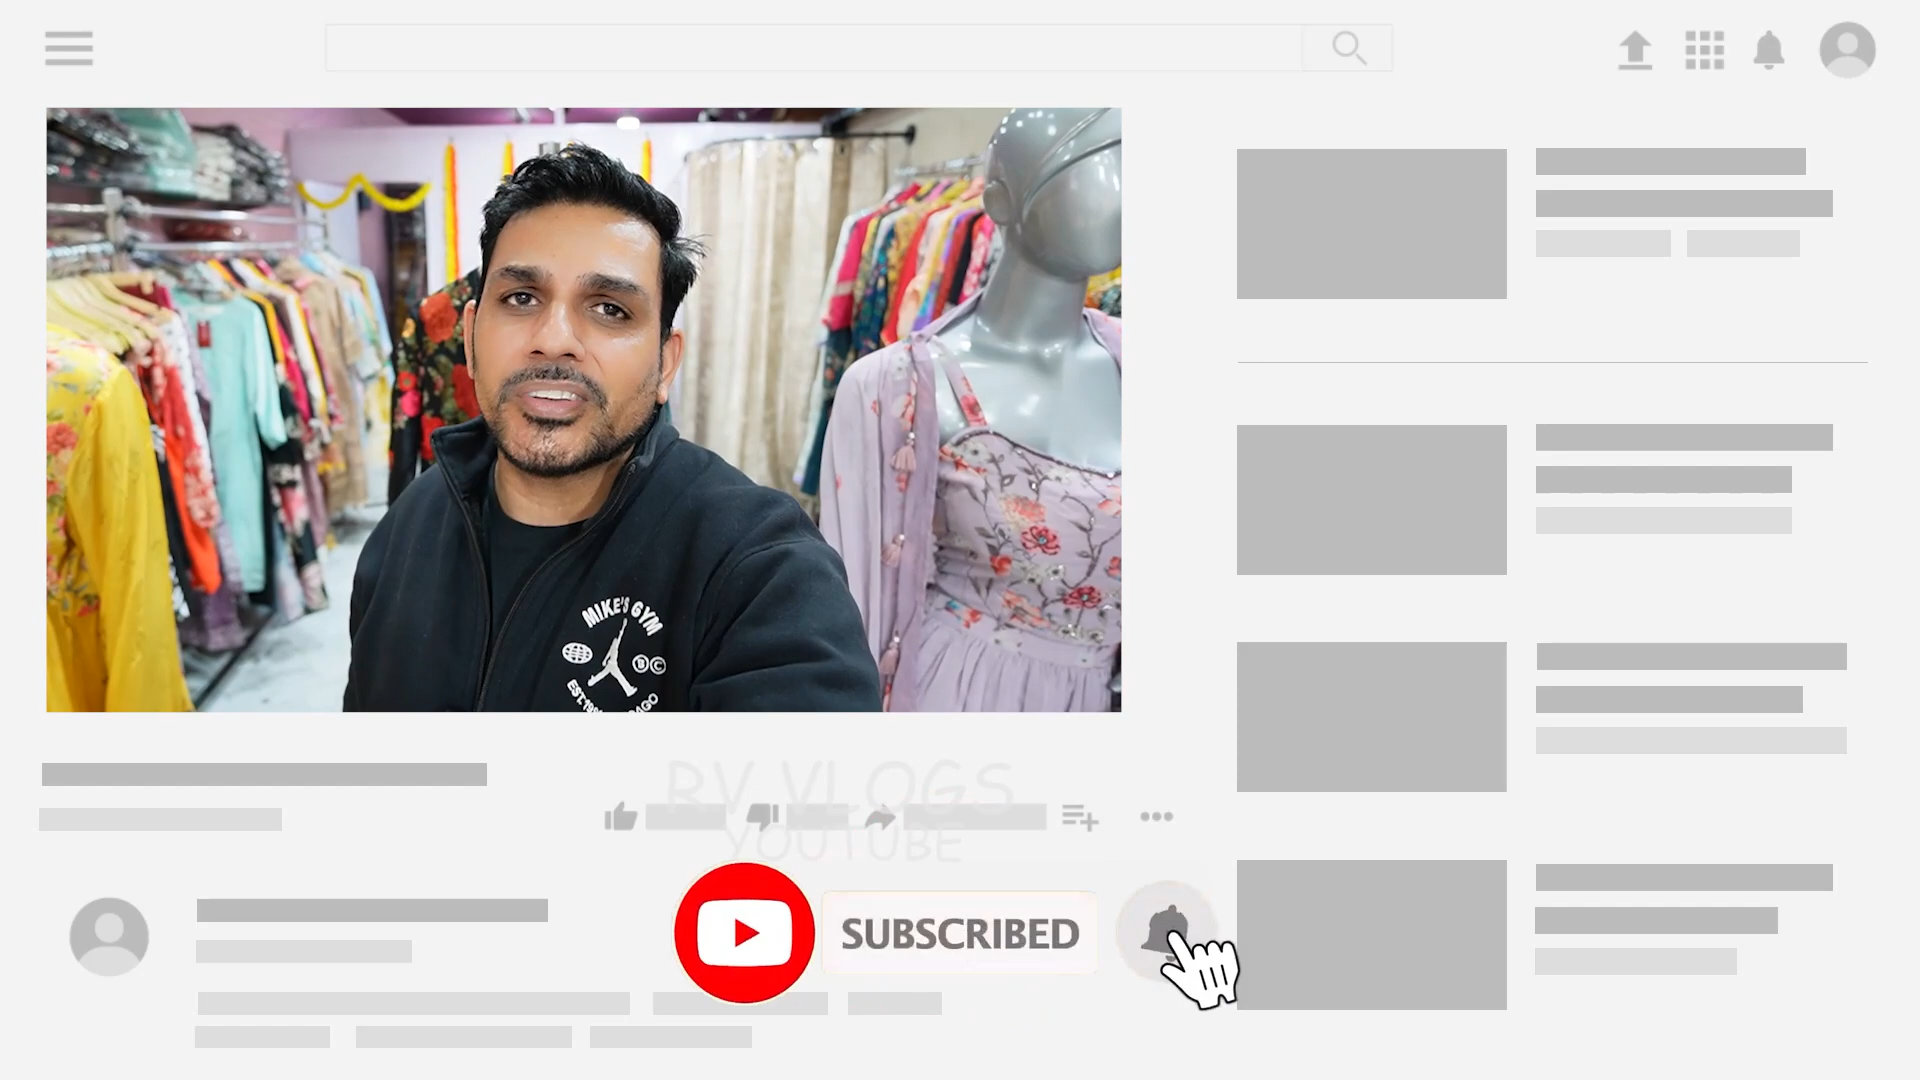 MIKE'S GYM
B C
RV VLOGS
YOUTUBE
SUBSCRIBED